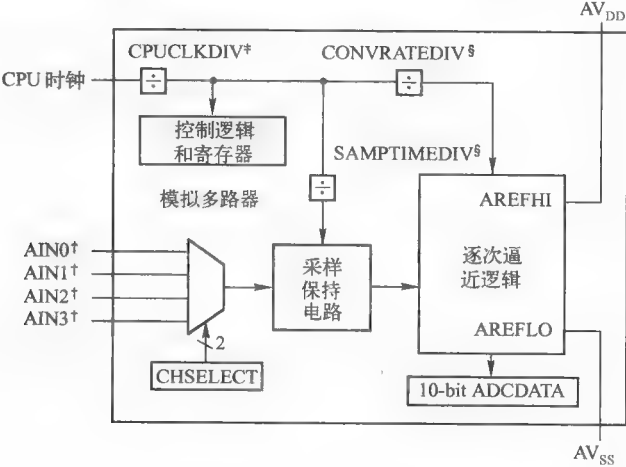 AV_DD
CPUCLKDIV‡
CONVRATEDIV§
CPU 时钟
控制逻辑
和寄存器
SAMPTIMEDIV§
模拟多路器
AREFHI
AIN0†
AIN1†
AIN2†
AIN3†
采样
保持
电路
逐次逼
近逻辑
AREFLO
2
CHSELECT
10-bit ADCDATA
AV_SS